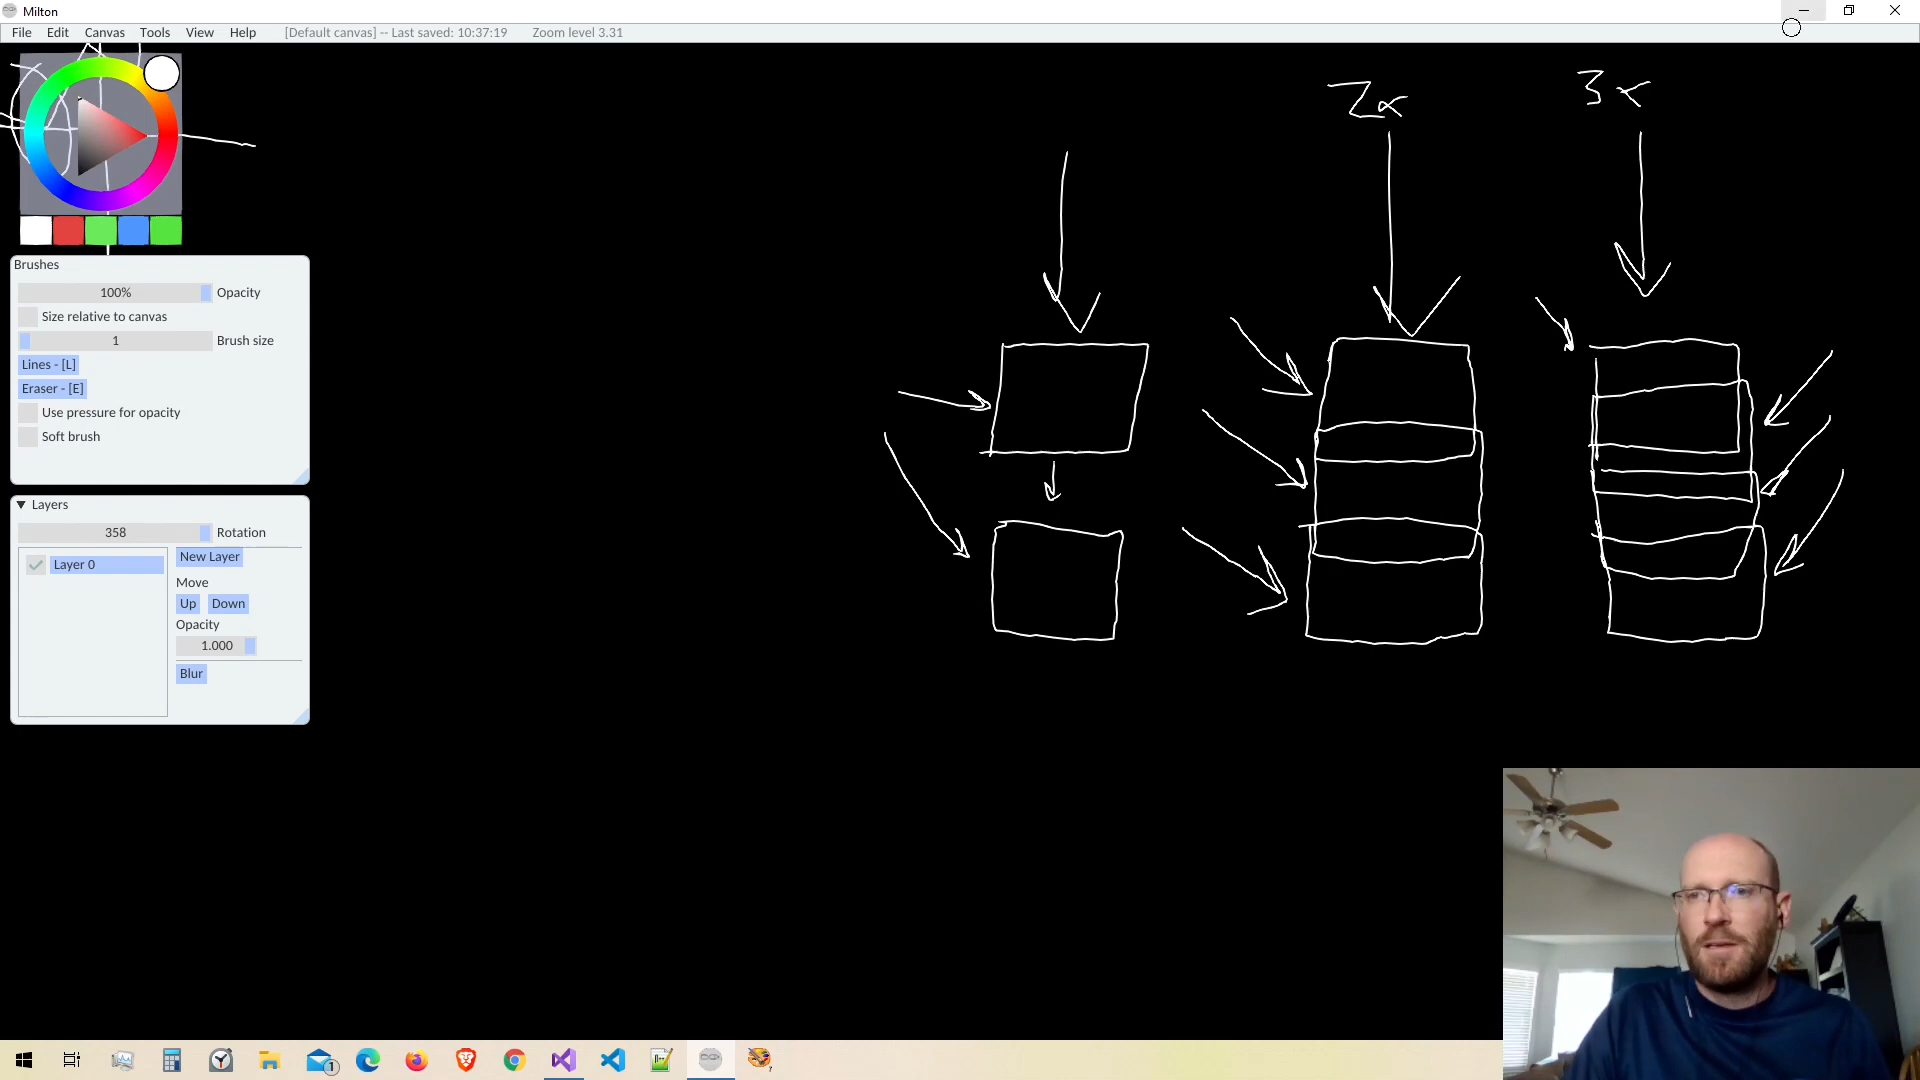 Milton
File Edit Canvas Tools View Help [Default canvas] -- Last saved: 10:37:19 Zoom level 3.31
2x
3x
Brushes
100% Opacity
Size relative to canvas
1 Brush size
Lines - [L]
Eraser - [E]
Use pressure for opacity
Soft brush
Layers
358 Rotation
Layer 0
New Layer
Move
Up Down
Opacity
1.000
Blur
1